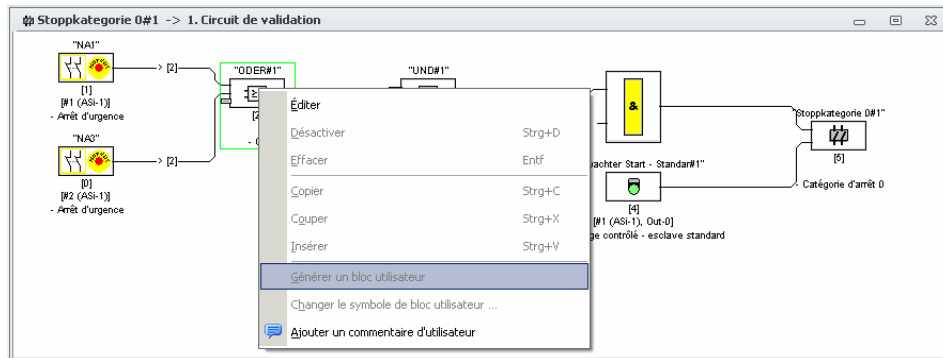 Stoppkategorie 0#1 -> 1. Circuit de validation
"NA1"
[2]
[1]
[#1 (ASi-1)]
- Arrêt d'urgence
"NA3"
[2]
[0]
[#2 (ASi-1)]
- Arrêt d'urgence
"ODER#1"
"UND#1"
&
"Stoppkategorie 0#1"
[5]
- Catégorie d'arrêt 0
wachter Start - Standar#1"
[4]
[#1 (ASi-1), Out-0]
ge contrôlé - esclave standard
Éditer
Désactiver Strg+D
Effacer Entf
Copier Strg+C
Couper Strg+X
Insérer Strg+V
Générer un bloc utilisateur
Changer le symbole de bloc utilisateur ...
Ajouter un commentaire d'utilisateur